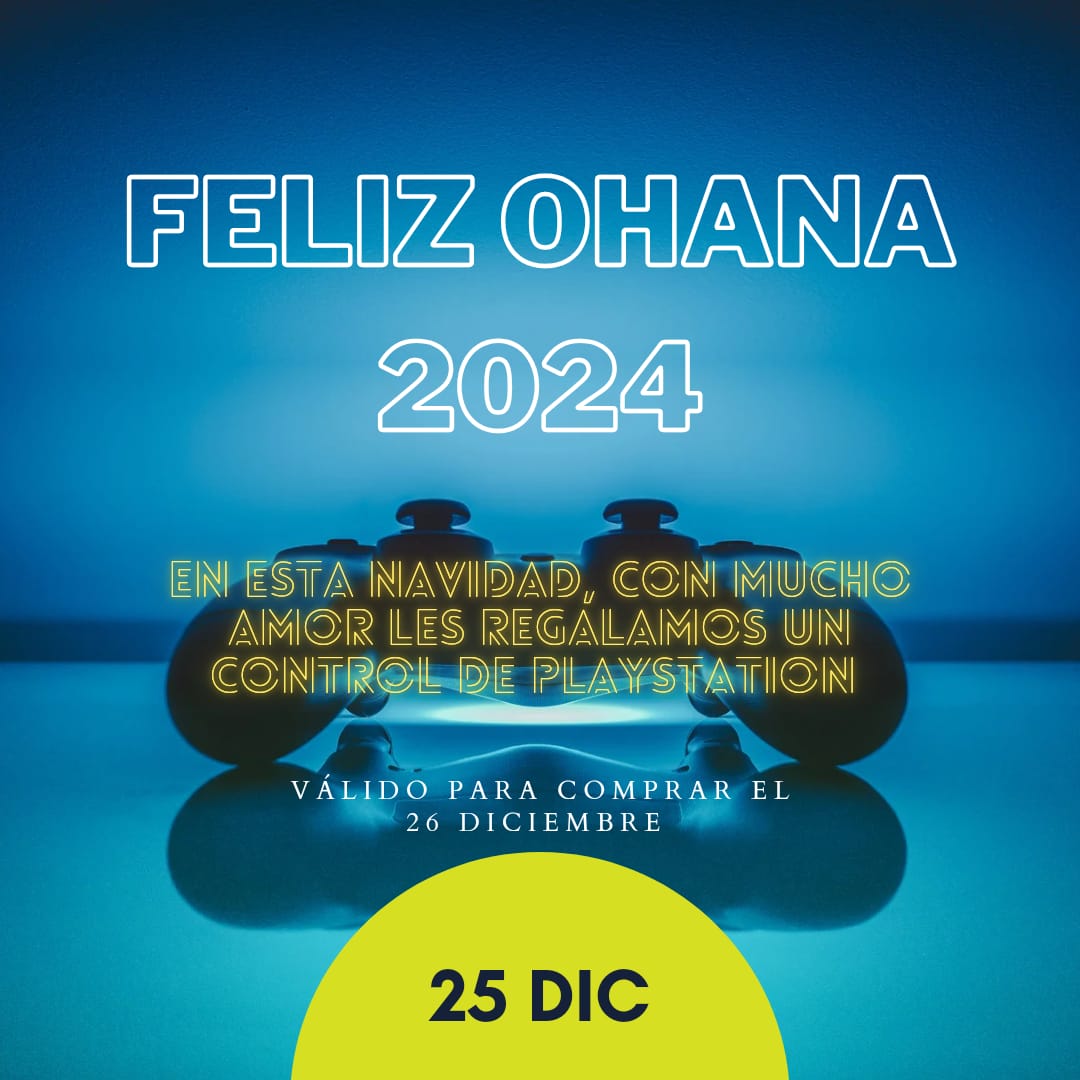 FELIZ OHANA
2024
EN ESTA NAVIDAD, CON MUCHO
AMOR LES REGÁLAMOS UN
CONTROL DE PLAYSTATION
VÁLIDO PARA COMPRAR EL
26 DICIEMBRE
25 DIC